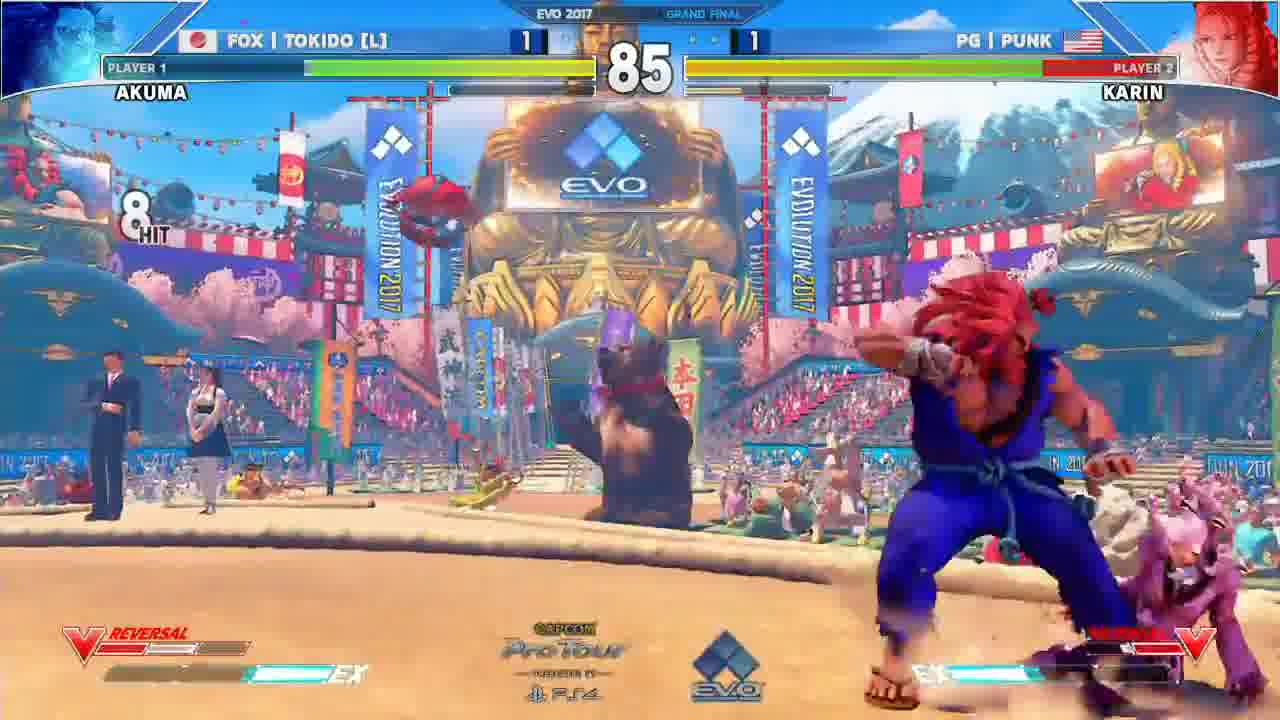 EVO 2017 GRAND FINAL
FOX | TOKIDO [L] 1 85 1 PG | PUNK
PLAYER 1 PLAYER 2
AKUMA KARIN
EVO
8
HIT
EVOLUTION 2017
EVOLUTION 2017
REVERSAL
EX
CAPCOM
Pro Tour
PS4
EVO
EX